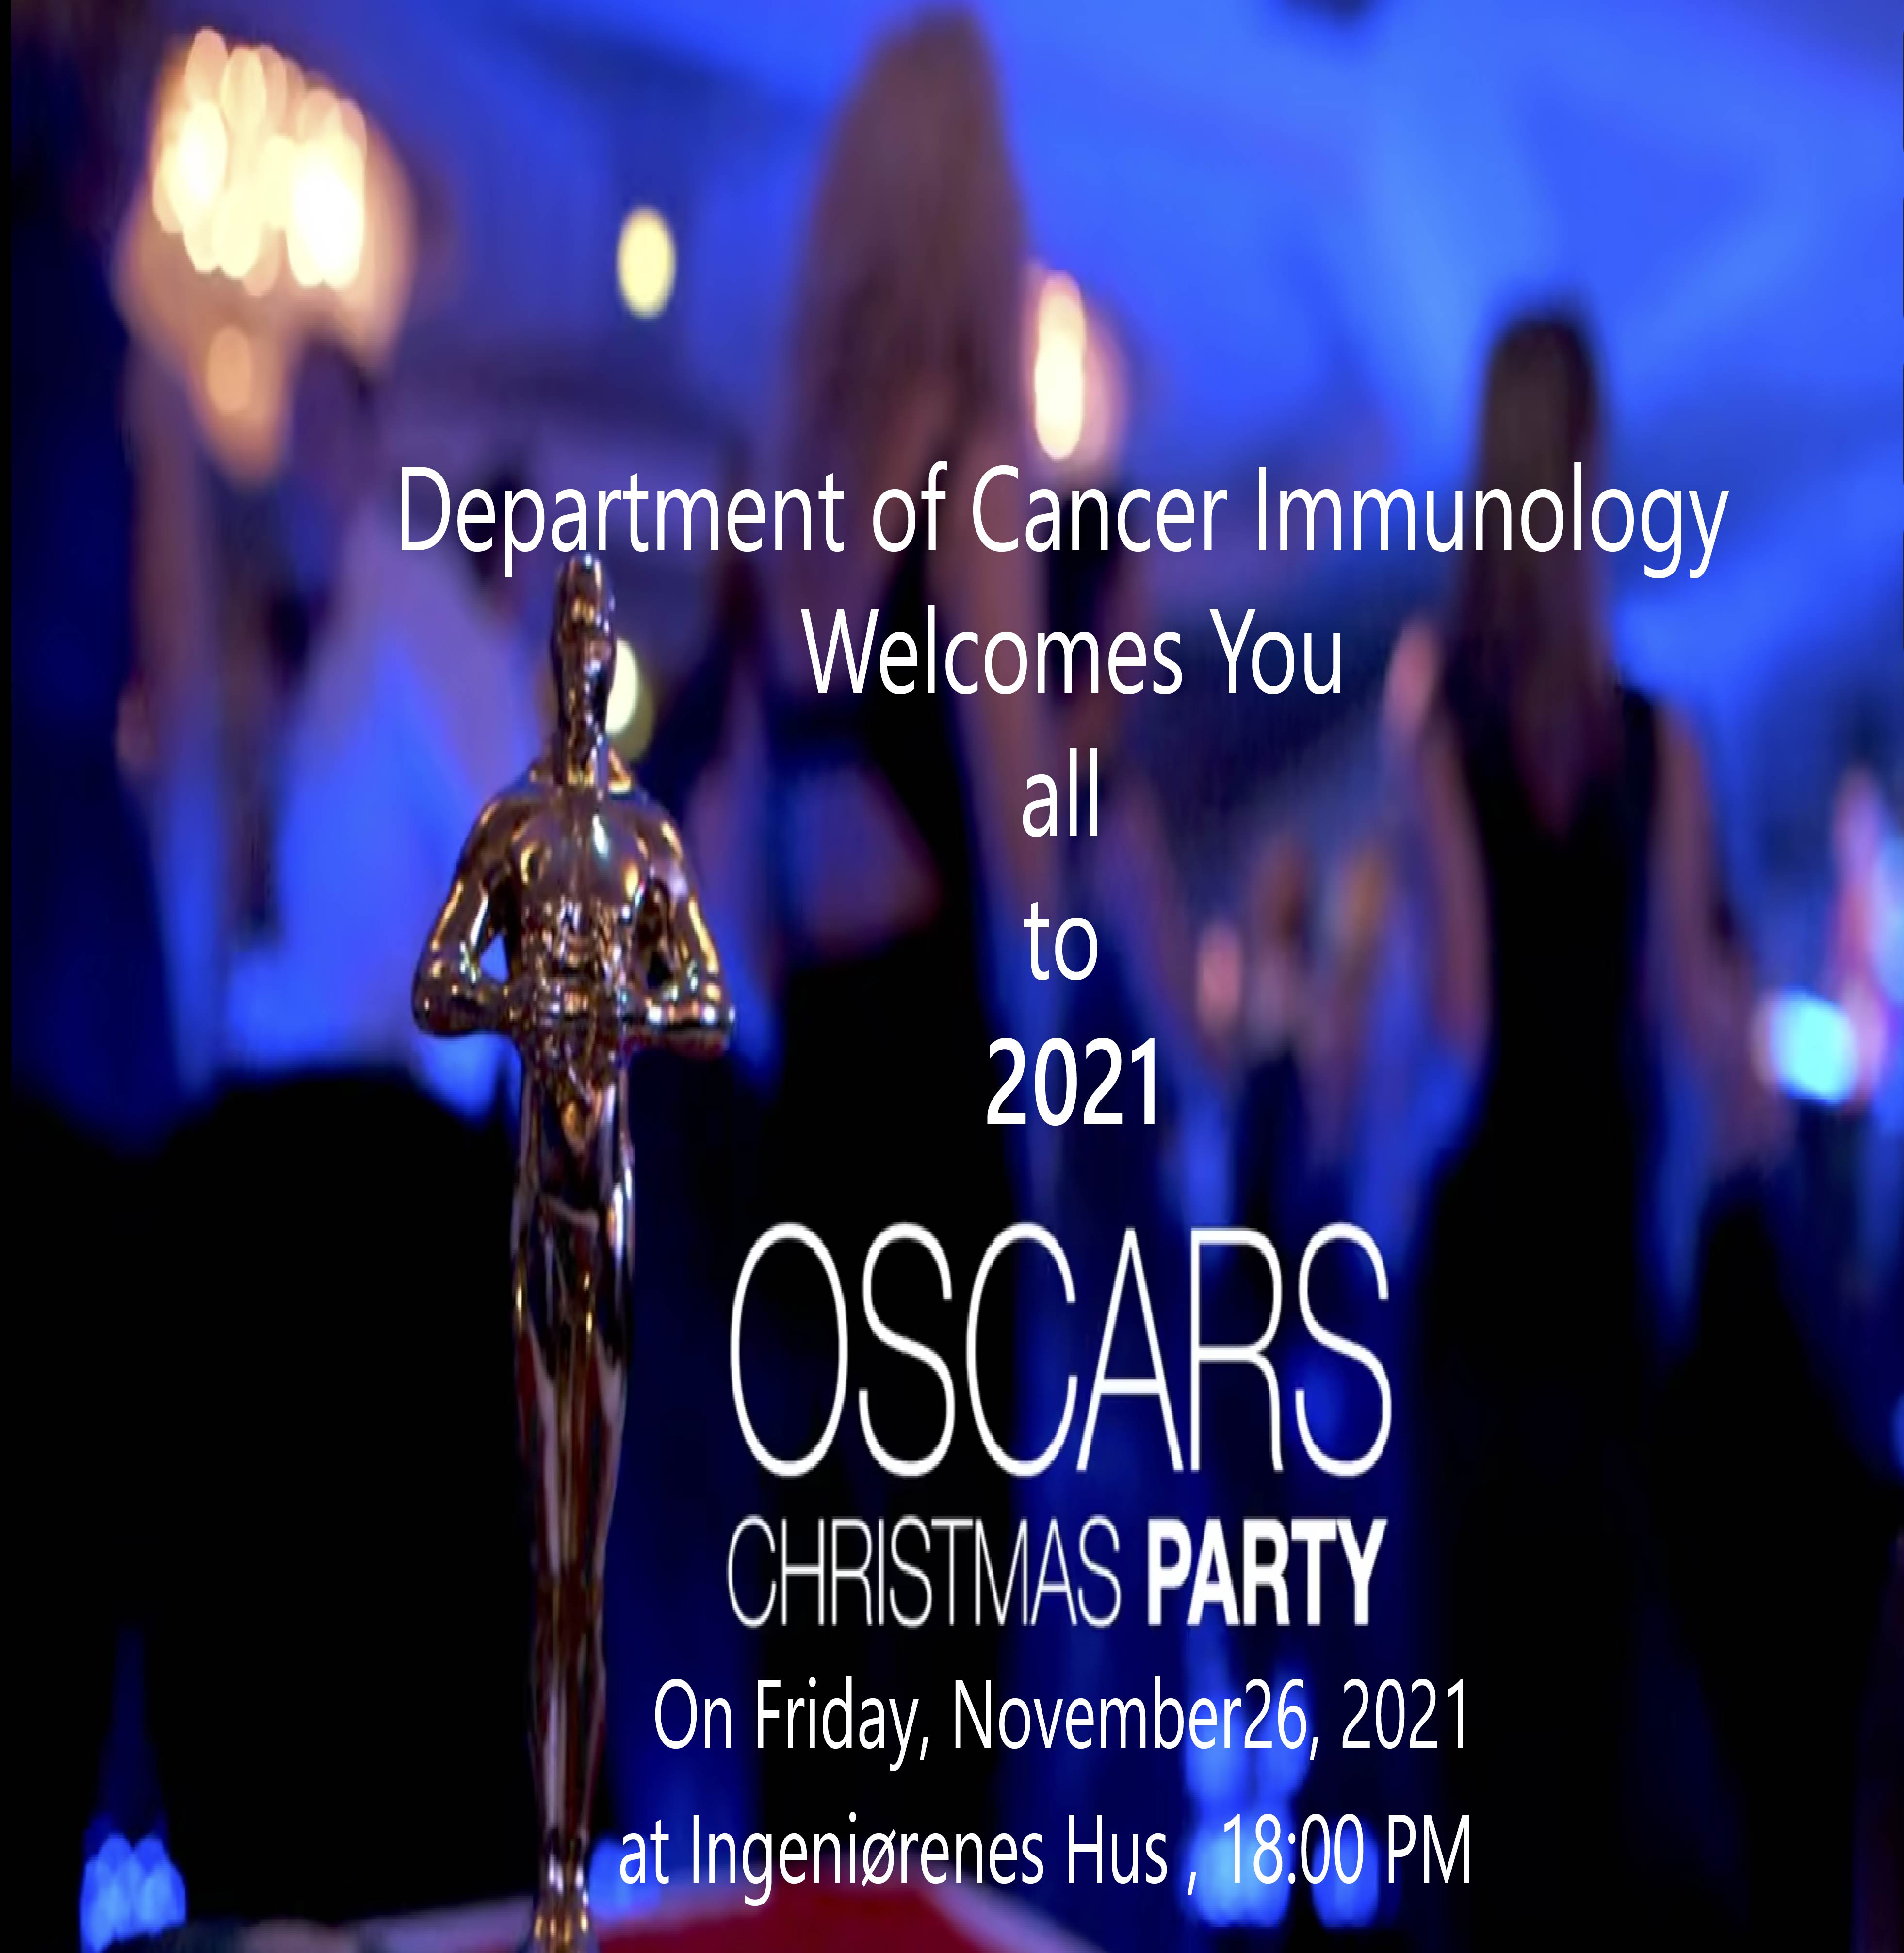 Department of Cancer Immunology
Welcomes You
all
to
2021
OSCARS
CHRISTMAS PARTY
On Friday, November26, 2021
at Ingeniørenes Hus , 18:00 PM